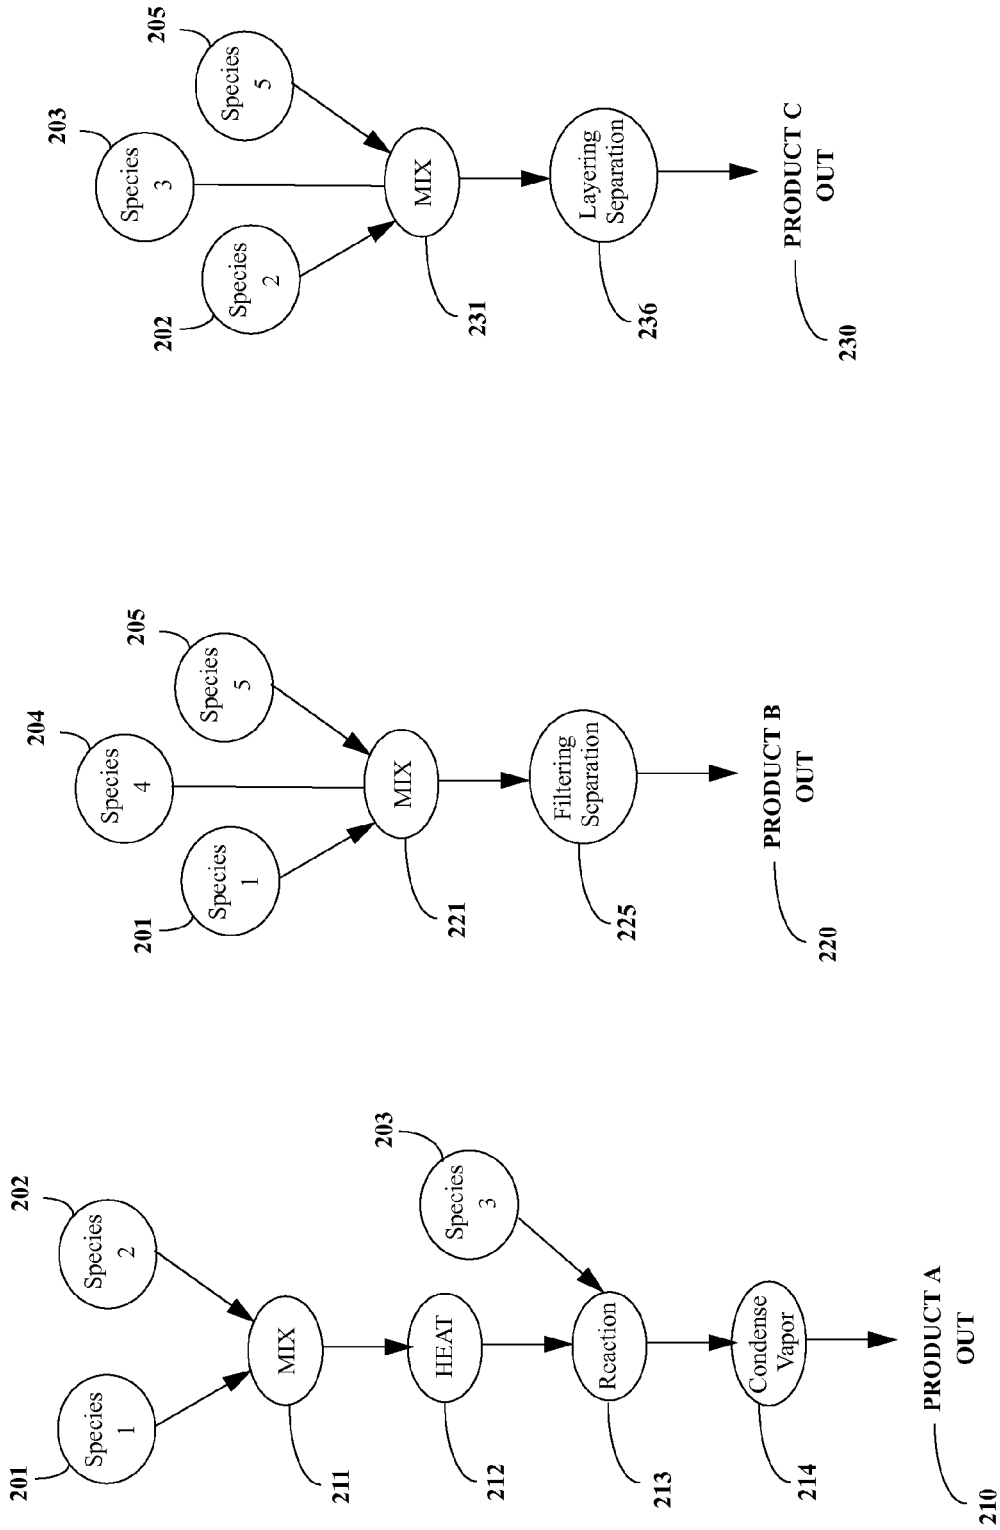 201
Species
1
202
Species
2
MIX
211
HEAT
212
203
Species
3
Reaction
213
Condense
Vapor
214
PRODUCT A
OUT
210
201
Species
1
204
Species
4
205
Species
5
MIX
221
Filtering
Separation
225
PRODUCT B
OUT
220
202
Species
2
203
Species
3
205
Species
5
MIX
231
Layering
Separation
236
PRODUCT C
OUT
230